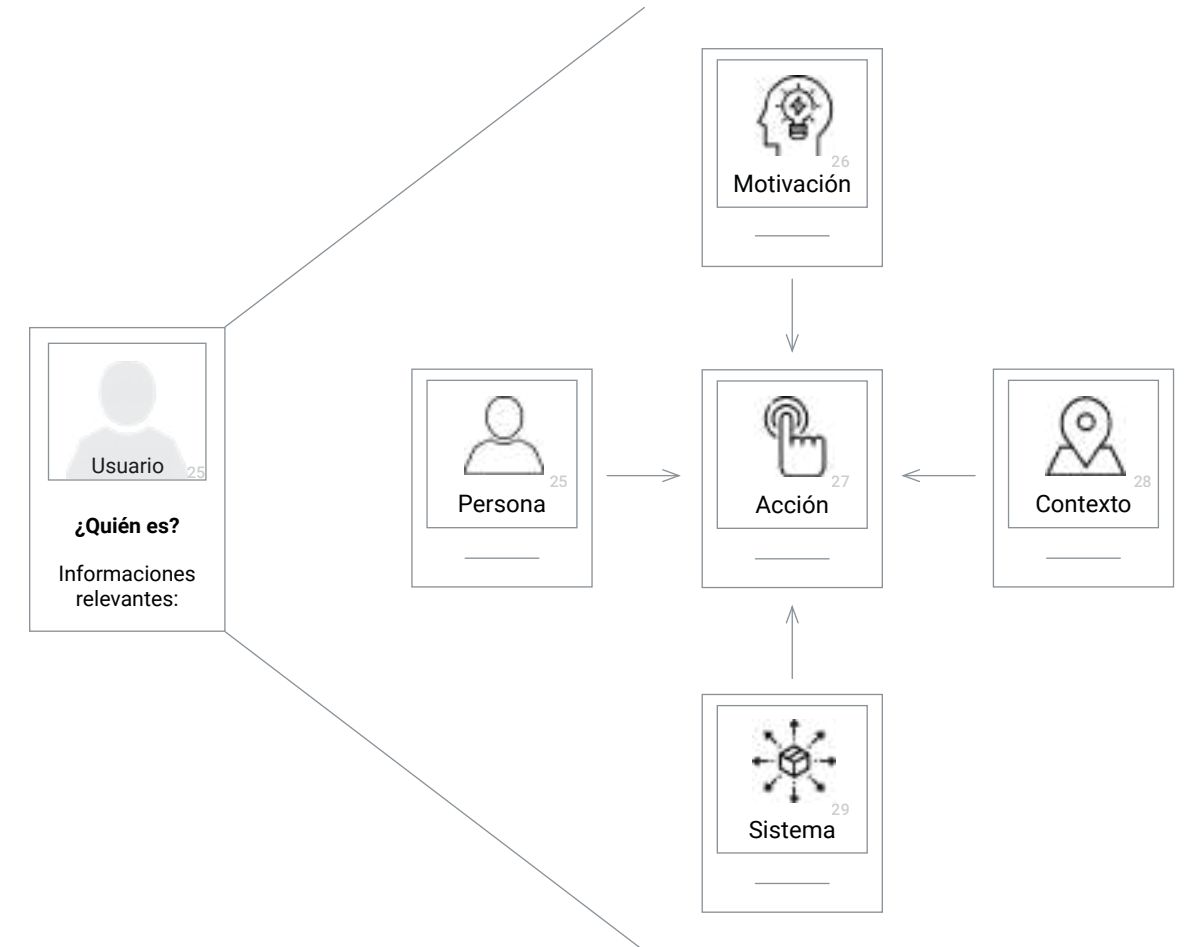 26
Motivación
Usuario
25
¿Quién es?
Informaciones
relevantes:
25
Persona
27
Acción
28
Contexto
29
Sistema